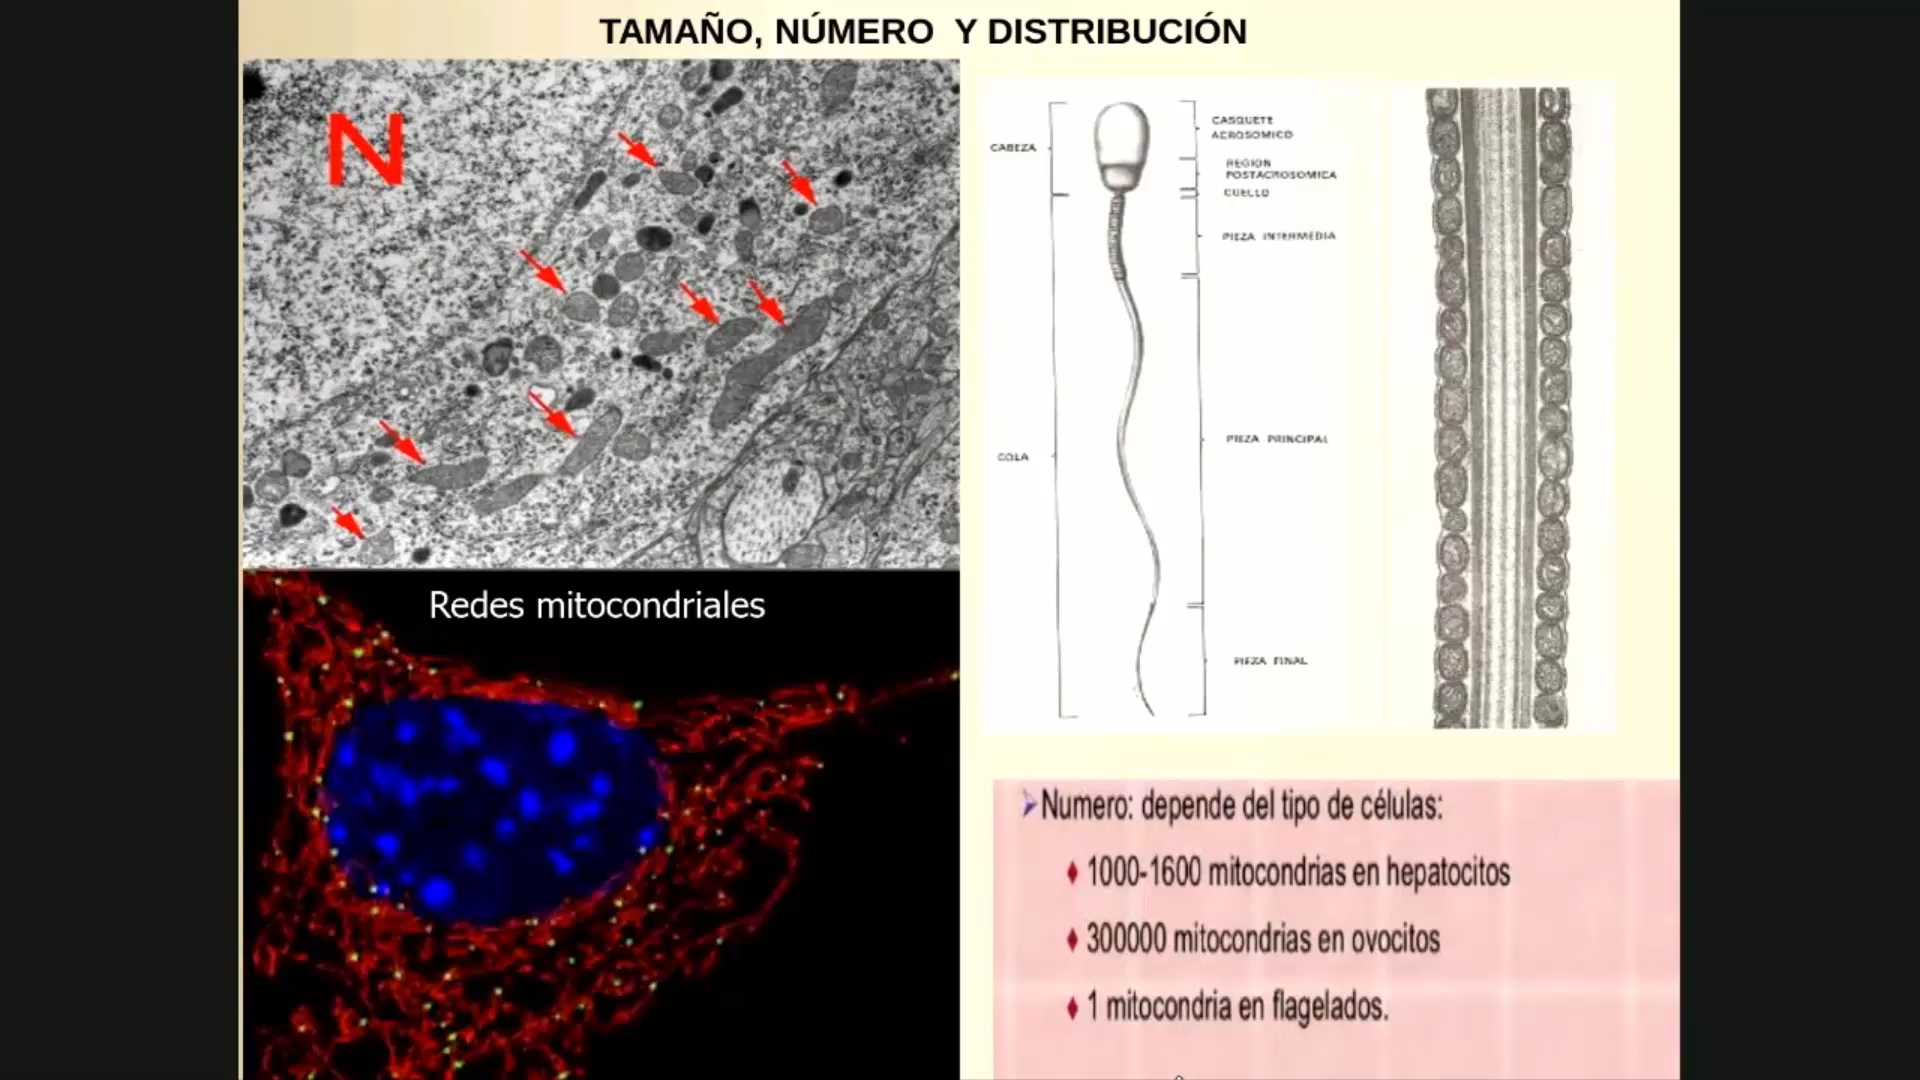 TAMAÑO, NÚMERO Y DISTRIBUCIÓN
N
Redes mitocondriales
CABEZA
COLA
CASQUETE
ACROSOMICO
REGION
POSTACROSOMICA
CUELLO
PIEZA INTERMEDIA
PIEZA PRINCIPAL
PIEZA FINAL
Numero: depende del tipo de células:
1000-1600 mitocondrias en hepatocitos
300000 mitocondrias en ovocitos
1 mitocondria en flagelados.